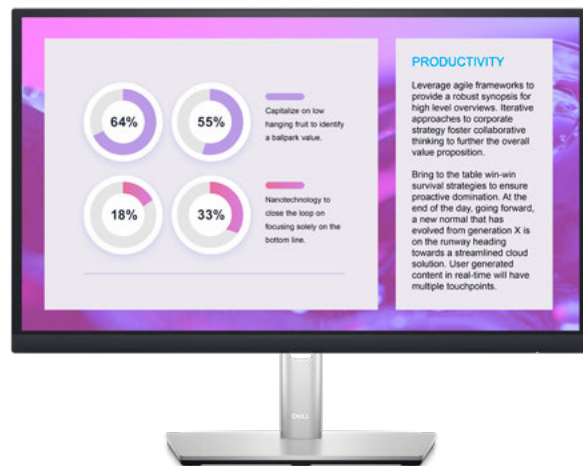 64%
55%
Capitalize on low
hanging fruit to identify
a ballpark value.
18%
33%
Nanotechnology to
close the loop on
focusing solely on the
bottom line.
PRODUCTIVITY
Leverage agile frameworks to
provide a robust synopsis for
high level overviews. Iterative
approaches to corporate
strategy foster collaborative
thinking to further the overall
value proposition.
Bring to the table win-win
survival strategies to ensure
proactive domination. At the
end of the day, going forward,
a new normal that has
evolved from generation X is
on the runway heading
towards a streamlined cloud
solution. User generated
content in real-time will have
multiple touchpoints.
DELL